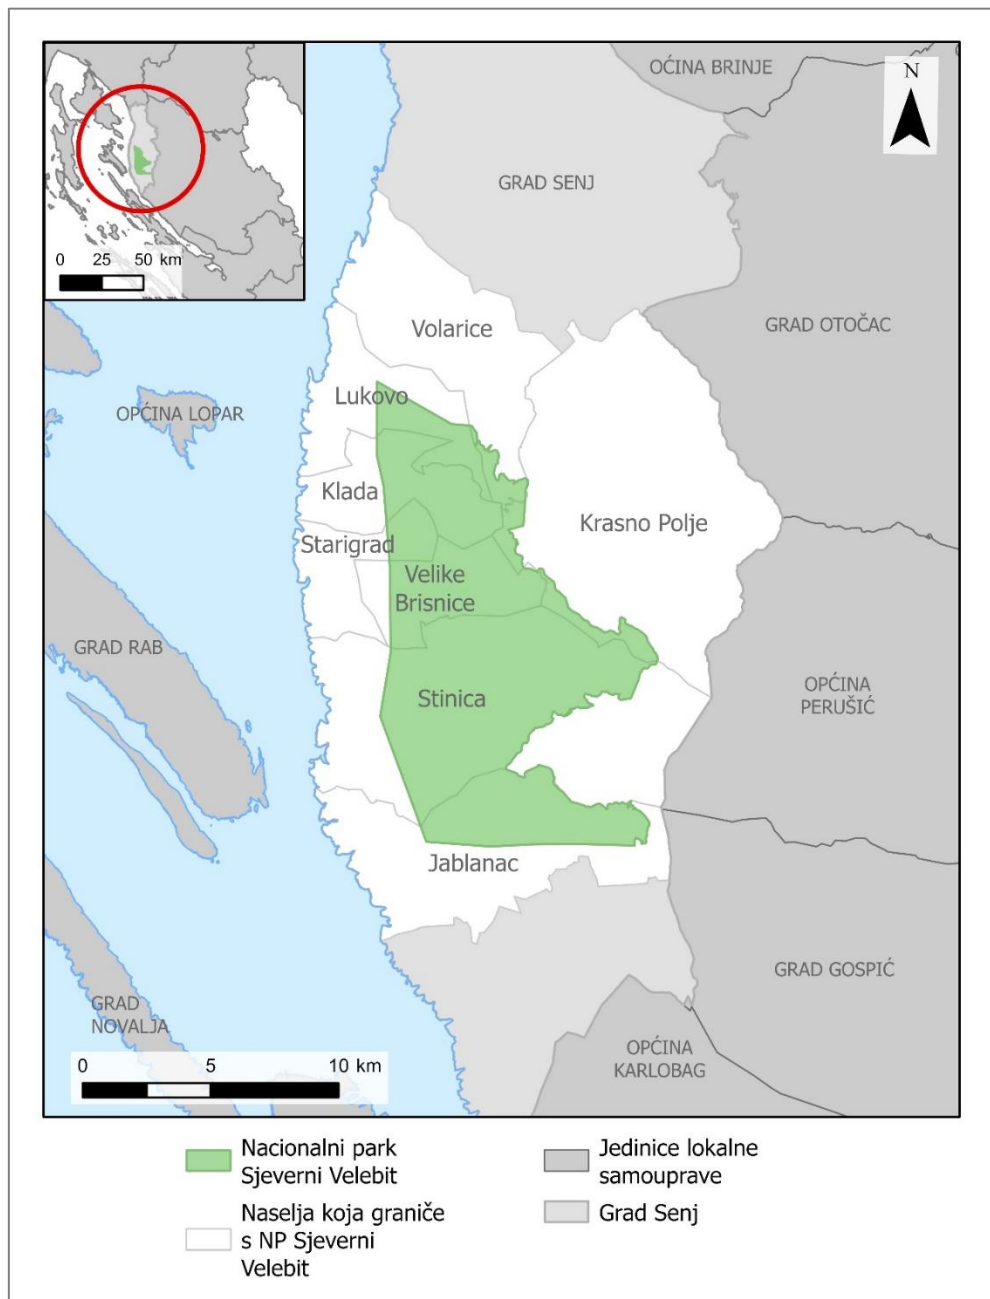 OĆINA BRINJE
N
GRAD SENJ
0 25 50 km
Volarice
GRAD OTOČAC
Lukovo
OPĆINA LOPAR
Klada
Krasno Polje
Starigrad
Velike
Brisnice
GRAD RAB
Stinica
OPĆINA
PERUŠIĆ
Jablanac
GRAD GOSPIĆ
GRAD
NOVALJA
OPĆINA
KARLOBAG
0 5 10 km
Nacionalni park
Sjeverni Velebit
Naselja koja graniče
s NP Sjeverni
Velebit
Jedinice lokalne
samouprave
Grad Senj